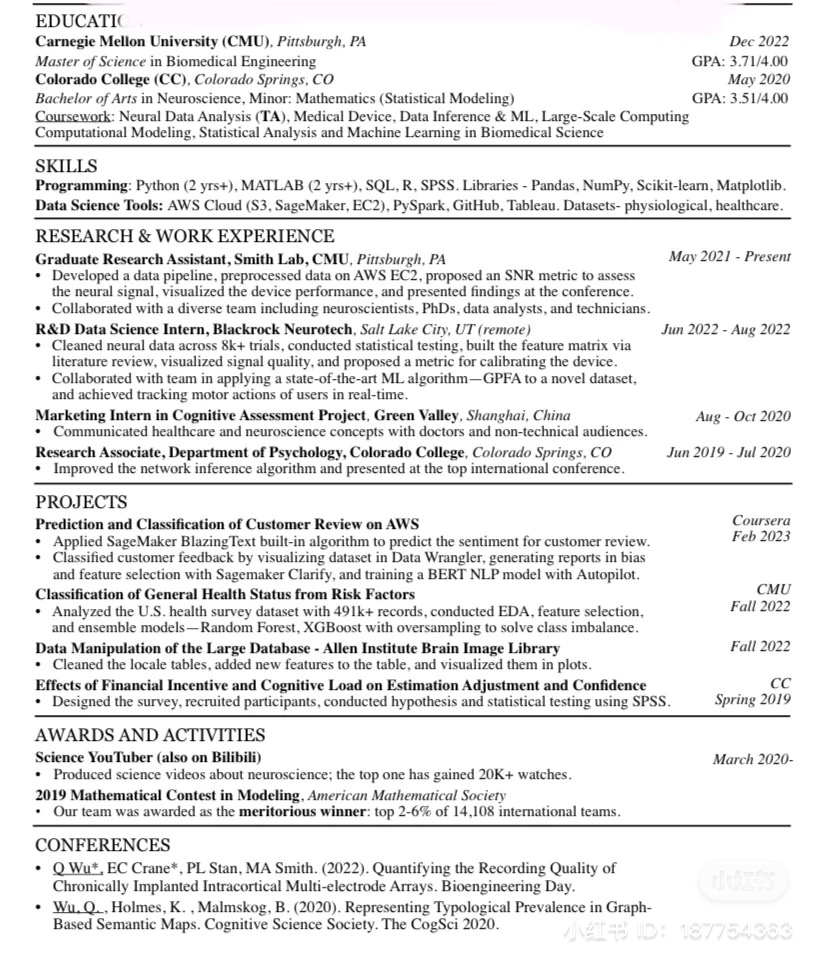 EDUCATIO
Carnegie Mellon University (CMU), Pittsburgh, PA Dec 2022
Master of Science in Biomedical Engineering GPA: 3.71/4.00
Colorado College (CC), Colorado Springs, CO May 2020
Bachelor of Arts in Neuroscience, Minor: Mathematics (Statistical Modeling) GPA: 3.51/4.00
Coursework: Neural Data Analysis (TA), Medical Device, Data Inference & ML, Large-Scale Computing
Computational Modeling, Statistical Analysis and Machine Learning in Biomedical Science
SKILLS
Programming: Python (2 yrs+), MATLAB (2 yrs+), SQL, R, SPSS. Libraries - Pandas, NumPy, Scikit-learn, Matplotlib.
Data Science Tools: AWS Cloud (S3, SageMaker, EC2), PySpark, GitHub, Tableau. Datasets- physiological, healthcare.
RESEARCH & WORK EXPERIENCE
Graduate Research Assistant, Smith Lab, CMU, Pittsburgh, PA May 2021 - Present
• Developed a data pipeline, preprocessed data on AWS EC2, proposed an SNR metric to assess
the neural signal, visualized the device performance, and presented findings at the conference.
• Collaborated with a diverse team including neuroscientists, PhDs, data analysts, and technicians.
R&D Data Science Intern, Blackrock Neurotech, Salt Lake City, UT (remote) Jun 2022 - Aug 2022
• Cleaned neural data across 8k+ trials, conducted statistical testing, built the feature matrix via
literature review, visualized signal quality, and proposed a metric for calibrating the device.
• Collaborated with team in applying a state-of-the-art ML algorithm—GPFA to a novel dataset,
and achieved tracking motor actions of users in real-time.
Marketing Intern in Cognitive Assessment Project, Green Valley, Shanghai, China Aug - Oct 2020
• Communicated healthcare and neuroscience concepts with doctors and non-technical audiences.
Research Associate, Department of Psychology, Colorado College, Colorado Springs, CO Jun 2019 - Jul 2020
• Improved the network inference algorithm and presented at the top international conference.
PROJECTS
Prediction and Classification of Customer Review on AWS Coursera
• Applied SageMaker BlazingText built-in algorithm to predict the sentiment for customer review. Feb 2023
• Classified customer feedback by visualizing dataset in Data Wrangler, generating reports in bias
and feature selection with Sagemaker Clarify, and training a BERT NLP model with Autopilot.
Classification of General Health Status from Risk Factors CMU
• Analyzed the U.S. health survey dataset with 491k+ records, conducted EDA, feature selection, Fall 2022
and ensemble models—Random Forest, XGBoost with oversampling to solve class imbalance.
Data Manipulation of the Large Database - Allen Institute Brain Image Library Fall 2022
• Cleaned the locale tables, added new features to the table, and visualized them in plots.
Effects of Financial Incentive and Cognitive Load on Estimation Adjustment and Confidence CC
• Designed the survey, recruited participants, conducted hypothesis and statistical testing using SPSS. Spring 2019
AWARDS AND ACTIVITIES
Science YouTuber (also on Bilibili) March 2020-
• Produced science videos about neuroscience; the top one has gained 20K+ watches.
2019 Mathematical Contest in Modeling, American Mathematical Society
• Our team was awarded as the meritorious winner: top 2-6% of 14,108 international teams.
CONFERENCES
• Q Wu*, EC Crane*, PL Stan, MA Smith. (2022). Quantifying the Recording Quality of
Chronically Implanted Intracortical Multi-electrode Arrays. Bioengineering Day.
• Wu, Q. , Holmes, K. , Malmskog, B. (2020). Representing Typological Prevalence in Graph-
Based Semantic Maps. Cognitive Science Society. The CogSci 2020.
小红书
小红书 ID: 187754363